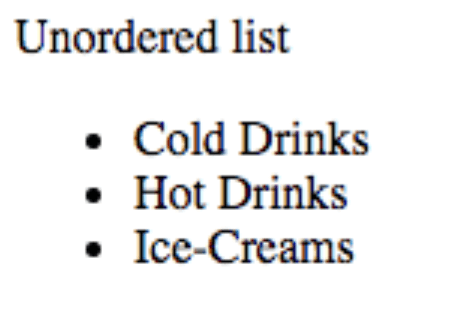 Unordered list
• Cold Drinks
• Hot Drinks
• Ice-Creams